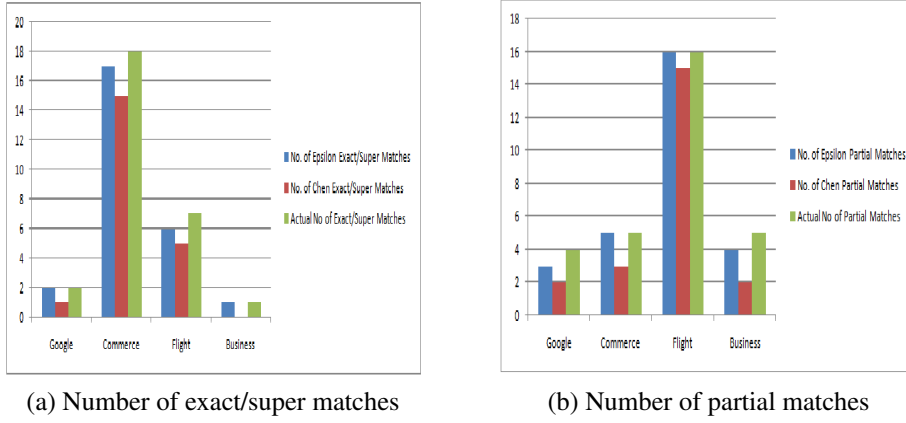 20
18
16
14
12
10
8
6
4
2
0
Google Commerce Flight Business
No. of Epsilon Exact/Super Matches
No. of Chen Exact/Super Matches
Actual No of Exact/Super Matches
(a) Number of exact/super matches
18
16
14
12
10
8
6
4
2
0
Google Commerce Flight Business
No. of Epsilon Partial Matches
No. of Chen Partial Matches
Actual No of Partial Matches
(b) Number of partial matches